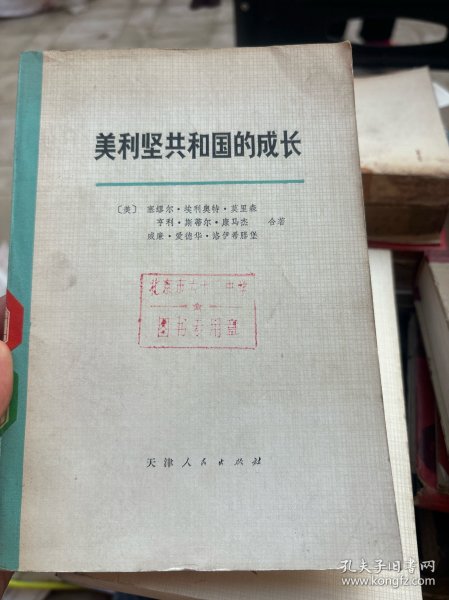 美利坚共和国的成长
〔美〕 塞缪尔·埃利奥特·莫里森
亨利·斯蒂尔·康马杰 合著
威廉·爱德华·洛伊希腾堡
图书专用章
天津人民出版社
孔夫子旧书网
www.kongfz.com